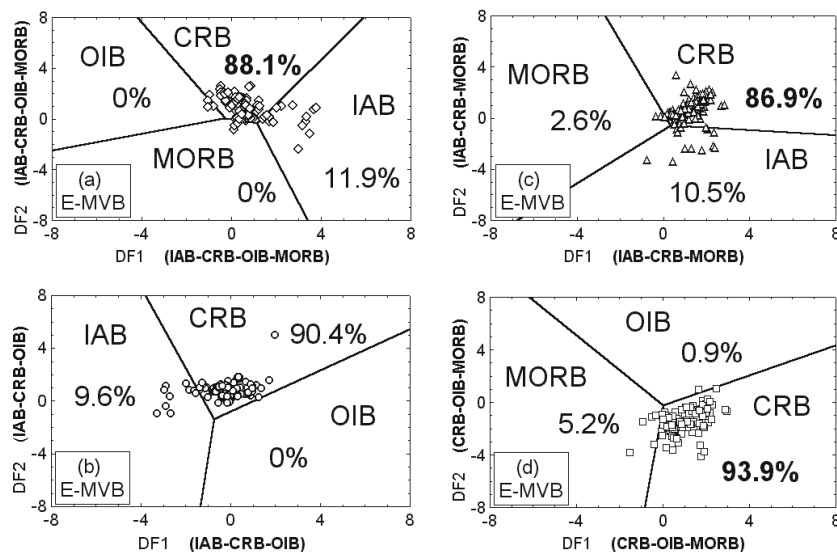 8
4
0
-4
-8
DF2 (IAB-CRB-OIB-MORB)
OIB
CRB
88.1%
0%
IAB
MORB
0%
11.9%
(a)
E-MVB
-8 -4 0 4 8
DF1 (IAB-CRB-OIB-MORB)
8
4
0
-4
-8
DF2 (IAB-CRB-MORB)
CRB
MORB
2.6%
86.9%
IAB
10.5%
(c)
E-MVB
-8 -4 0 4 8
DF1 (IAB-CRB-MORB)
8
4
0
-4
-8
DF2 (IAB-CRB-OIB)
CRB
IAB
90.4%
9.6%
OIB
0%
(b)
E-MVB
-8 -4 0 4 8
DF1 (IAB-CRB-OIB)
8
4
0
-4
-8
DF2 (CRB-OIB-MORB)
OIB
0.9%
MORB
CRB
5.2%
93.9%
(d)
E-MVB
-8 -4 0 4 8
DF1 (CRB-OIB-MORB)